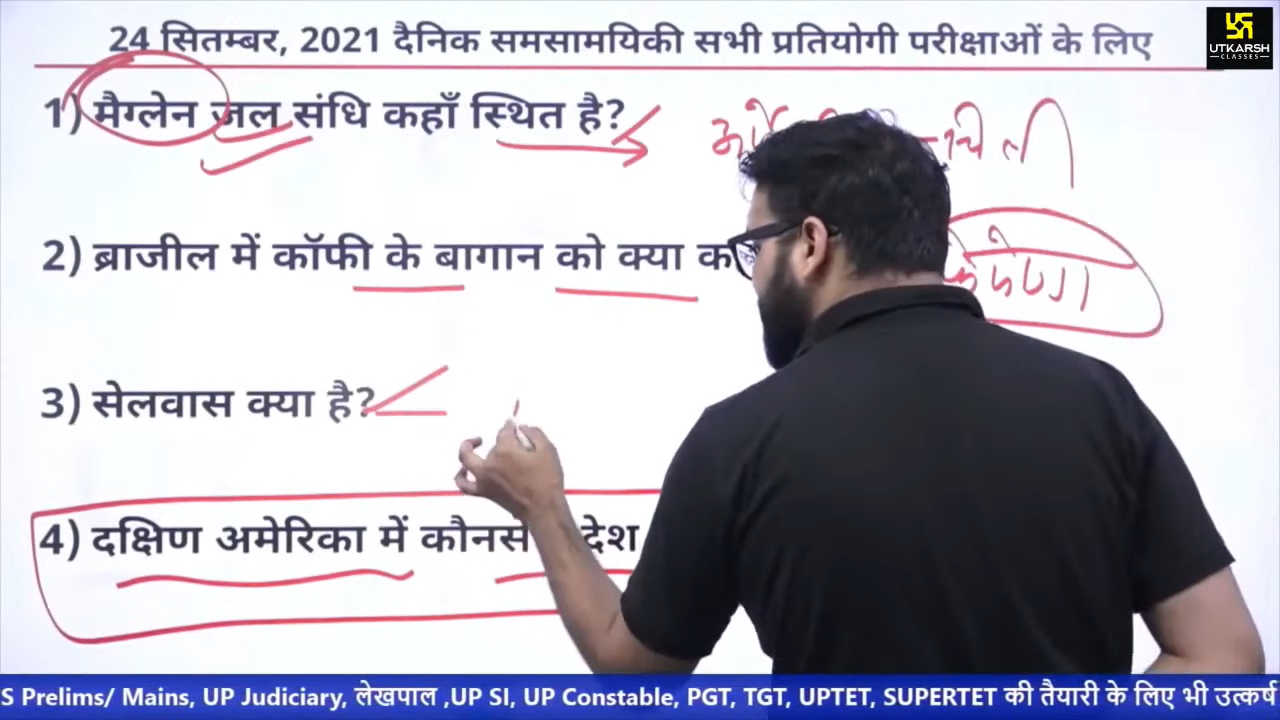 24 सितम्बर, 2021 दैनिक समसामयिकी सभी प्रतियोगी परीक्षाओं के लिए
UTKARSH
CLASSES
1) मैग्लेन जल संधि कहाँ स्थित है?
2) ब्राजील में कॉफी के बागान को क्या
3) सेलवास क्या है?
4) दक्षिण अमेरिका में देश
S Prelims/ Mains, UP Judiciary, लेखपाल ,UP SI, UP Constable, PGT, TGT, UPTET, SUPERTET की तैयारी के लिए भी उत्कर्ष